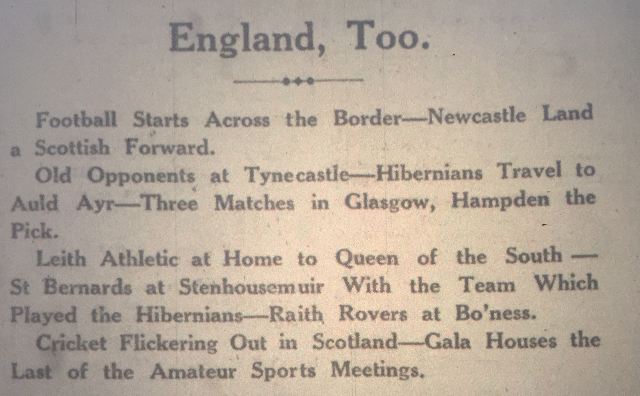 England, Too.
Football Starts Across the Border—Newcastle Land
a Scottish Forward.
Old Opponents at Tynecastle—Hibernians Travel to
Auld Ayr—Three Matches in Glasgow, Hampden the
Pick.
Leith Athletic at Home to Queen of the South —
St Bernards at Stenhousemuir With the Team Which
Played the Hibernians—Raith Rovers at Bo'ness.
Cricket Flickering Out in Scotland—Gala Houses the
Last of the Amateur Sports Meetings.